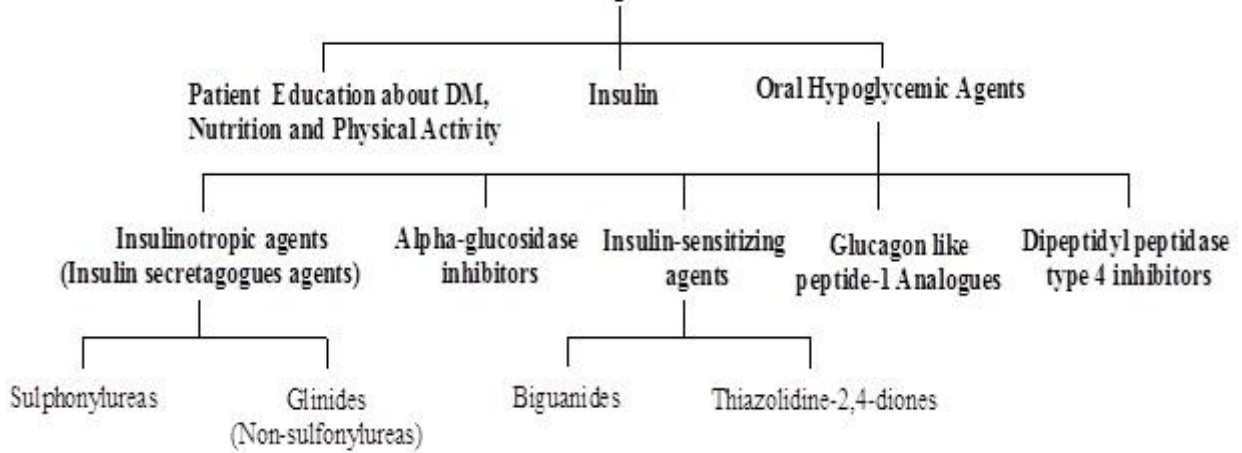 Patient Education about DM,
Nutrition and Physical Activity
Insulin
Oral Hypoglycemic Agents
Insulinotropic agents
(Insulin secretagogues agents)
Alpha-glucosidase
inhibitors
Insulin-sensitizing
agents
Glucagon like
peptide-1 Analogues
Dipeptidyl peptidase
type 4 inhibitors
Sulphonylureas
Glinides
(Non-sulfonylureas)
Biguanides
Thiazolidine-2,4-diones